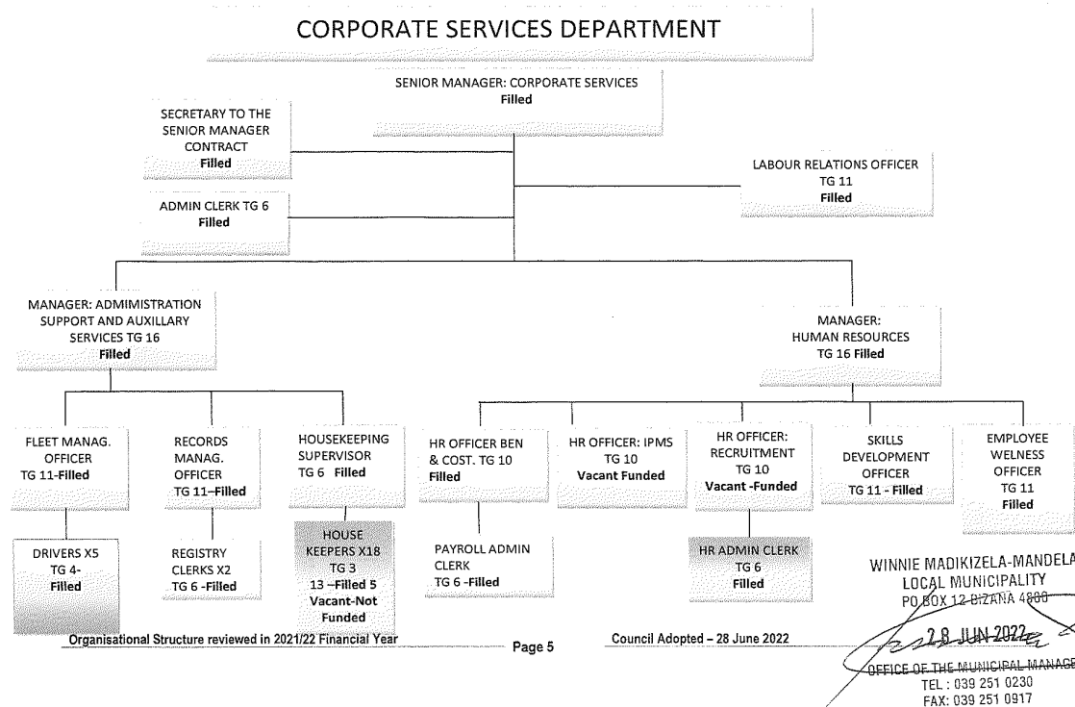 CORPORATE SERVICES DEPARTMENT
SENIOR MANAGER: CORPORATE SERVICES
Filled
SECRETARY TO THE
SENIOR MANAGER
CONTRACT
Filled
LABOUR RELATIONS OFFICER
TG 11
Filled
ADMIN CLERK TG 6
Filled
MANAGER: ADMIMISTRATION
SUPPORT AND AUXILLARY
SERVICES TG 16
Filled
MANAGER:
HUMAN RESOURCES
TG 16 Filled
FLEET MANAG.
OFFICER
TG 11-Filled
RECORDS
MANAG.
OFFICER
TG 11–Filled
HOUSEKEEPING
SUPERVISOR
TG 6 Filled
HR OFFICER BEN
& COST. TG 10
Filled
HR OFFICER: IPMS
TG 10
Vacant Funded
HR OFFICER:
RECRUITMENT
TG 10
Vacant -Funded
SKILLS
DEVELOPMENT
OFFICER
TG 11 - Filled
EMPLOYEE
WELNESS
OFFICER
TG 11
Filled
DRIVERS X5
TG 4-
Filled
REGISTRY
CLERKS X2
TG 6 -Filled
HOUSE
KEEPERS X18
TG 3
13 –Filled 5
Vacant-Not
Funded
PAYROLL ADMIN
CLERK
TG 6 -Filled
HR ADMIN CLERK
TG 6
Filled
WINNIE MADIKIZELA-MANDELA
LOCAL MUNICIPALITY
PO BOX 12 BIZANA 4800
28 JUN 2022
OFFICE OF THE MUNICIPAL MANAGE
TEL : 039 251 0230
FAX: 039 251 0917
Organisational Structure reviewed in 2021/22 Financial Year
Page 5
Council Adopted – 28 June 2022